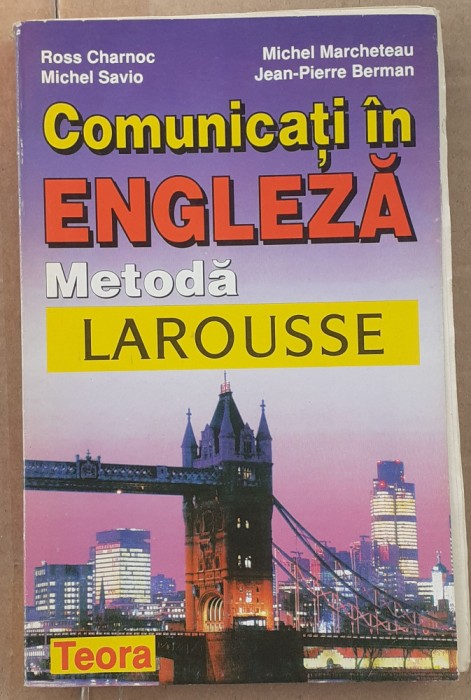 Ross Charnoc
Michel Savio
Michel Marcheteau
Jean-Pierre Berman
Comunicați în
ENGLEZĂ
Metodă
LAROUSSE
Teora